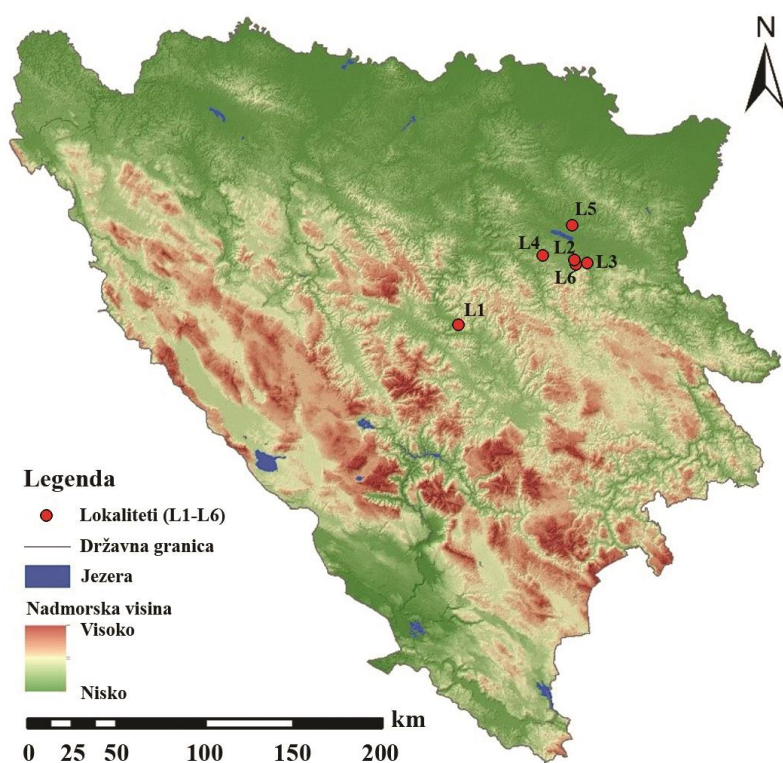 N
L5
L4
L2
L3
L6
L1
Legenda
Lokaliteti (L1-L6)
Državna granica
Jezera
Nadmorska visina
Visoko
Nisko
km
0 25 50 100 150 200